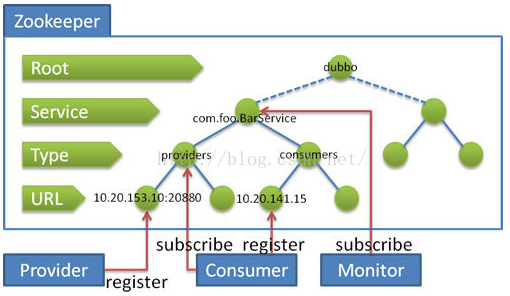 Zookeeper
Root
dubbo
Service
com.foo.BarService
Type
providers
consumers
http://blog.csdn.net/
URL
10.20.153.10:20880
10.20.141.15
subscribe
register
subscribe
Provider
register
Consumer
Monitor